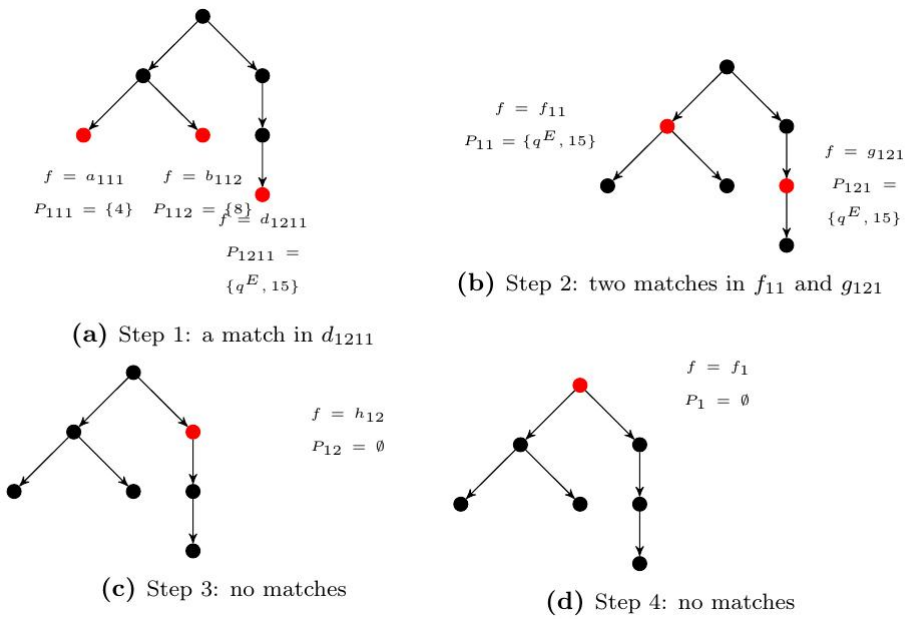 f = a₁₁₁ f = b₁₁₂
P₁₁₁ = {4} P₁₁₂ = {8}
f = d₁₂₁₁
P₁₂₁₁ =
{qᴱ, 15}
(a) Step 1: a match in d₁₂₁₁
f = f₁₁
P₁₁ = {qᴱ, 15}
f = g₁₂₁
P₁₂₁ =
{qᴱ, 15}
(b) Step 2: two matches in f₁₁ and g₁₂₁
f = h₁₂
P₁₂ = ∅
(c) Step 3: no matches
f = f₁
P₁ = ∅
(d) Step 4: no matches